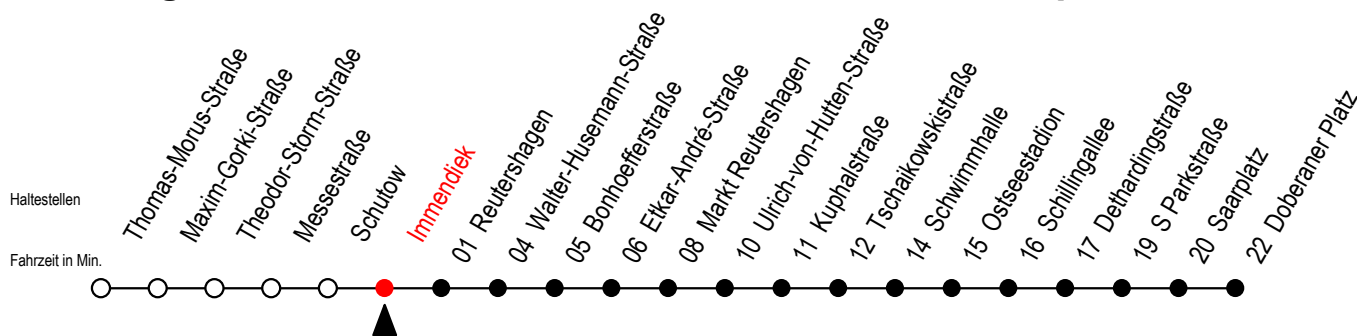 Haltestellen
Fahrzeit in Min.
Thomas-Morus-Straße
Maxim-Gorki-Straße
Theodor-Storm-Straße
Messestraße
Schutow
Immendiek
01 Reutershagen
04 Walter-Husemann-Straße
05 Bonhoefferstraße
06 Etkar-André-Straße
08 Markt Reutershagen
10 Ulrich-von-Hutten-Straße
11 Kuphalstraße
12 Tschaikowskistraße
14 Schwimmhalle
15 Ostseestadion
16 Schillingallee
17 Dethardingstraße
19 S Parkstraße
20 Saarplatz
22 Doberaner Platz